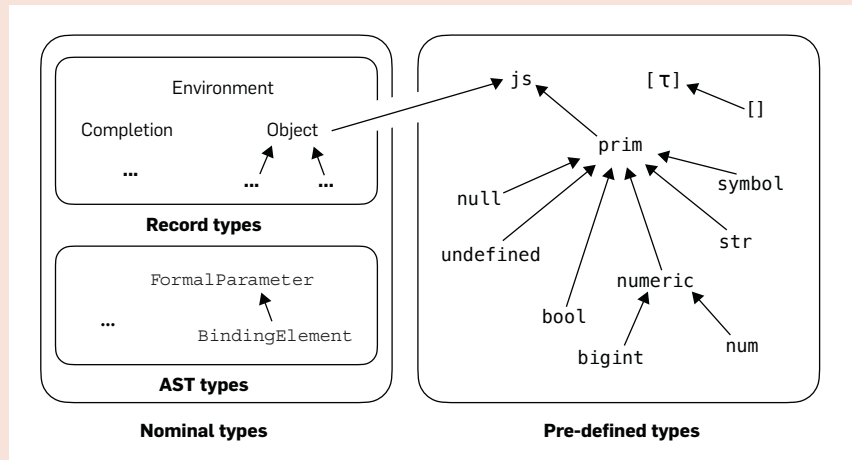 Environment
Completion
Object
...
...
...
Record types
FormalParameter
...
BindingElement
AST types
Nominal types
js
[τ]
[]
prim
symbol
null
str
undefined
numeric
bool
num
bigint
Pre-defined types